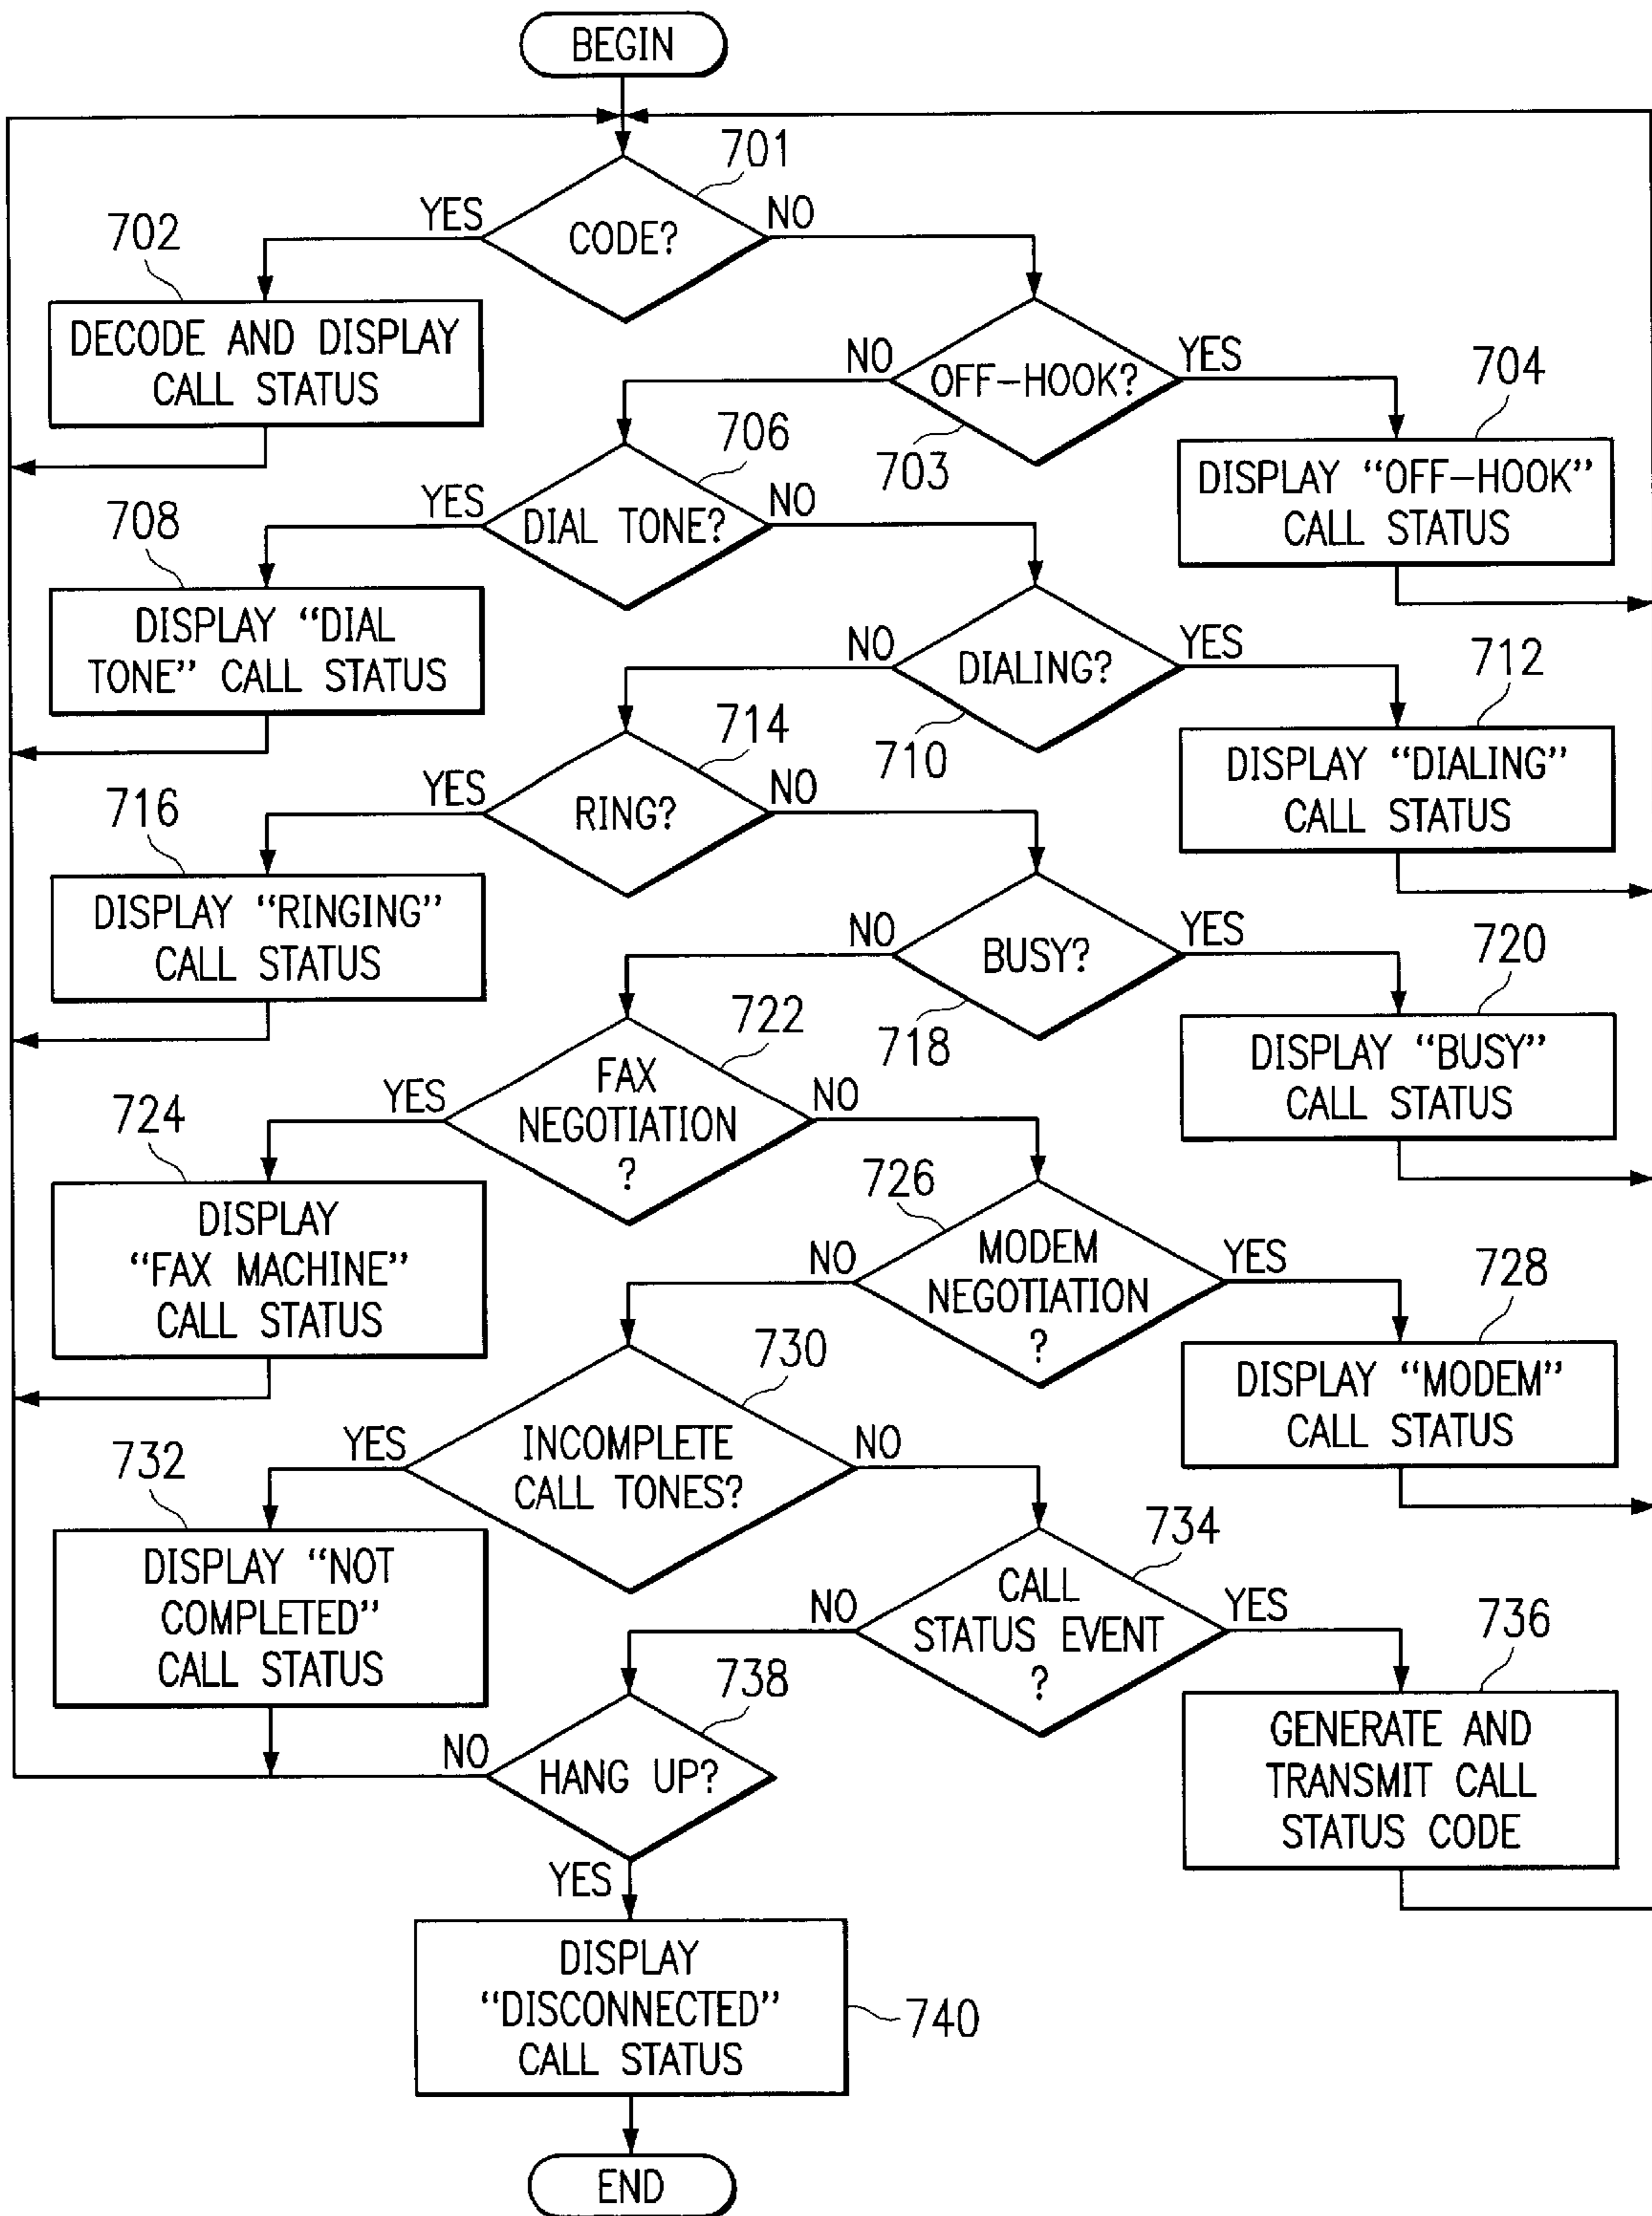 BEGIN
701
YES
NO
CODE?
702
DECODE AND DISPLAY
CALL STATUS
NO
YES
OFF-HOOK?
703
704
DISPLAY “OFF-HOOK”
CALL STATUS
706
YES
NO
DIAL TONE?
708
DISPLAY “DIAL
TONE” CALL STATUS
NO
YES
DIALING?
710
712
DISPLAY “DIALING”
CALL STATUS
714
YES
NO
RING?
716
DISPLAY “RINGING”
CALL STATUS
NO
YES
BUSY?
718
720
DISPLAY “BUSY”
CALL STATUS
722
YES
NO
FAX
NEGOTIATION
?
724
DISPLAY
“FAX MACHINE”
CALL STATUS
726
NO
YES
MODEM
NEGOTIATION
?
728
DISPLAY “MODEM”
CALL STATUS
730
YES
NO
INCOMPLETE
CALL TONES?
732
DISPLAY “NOT
COMPLETED”
CALL STATUS
734
NO
YES
CALL
STATUS EVENT
?
736
GENERATE AND
TRANSMIT CALL
STATUS CODE
738
NO
HANG UP?
YES
DISPLAY
“DISCONNECTED”
CALL STATUS
740
END